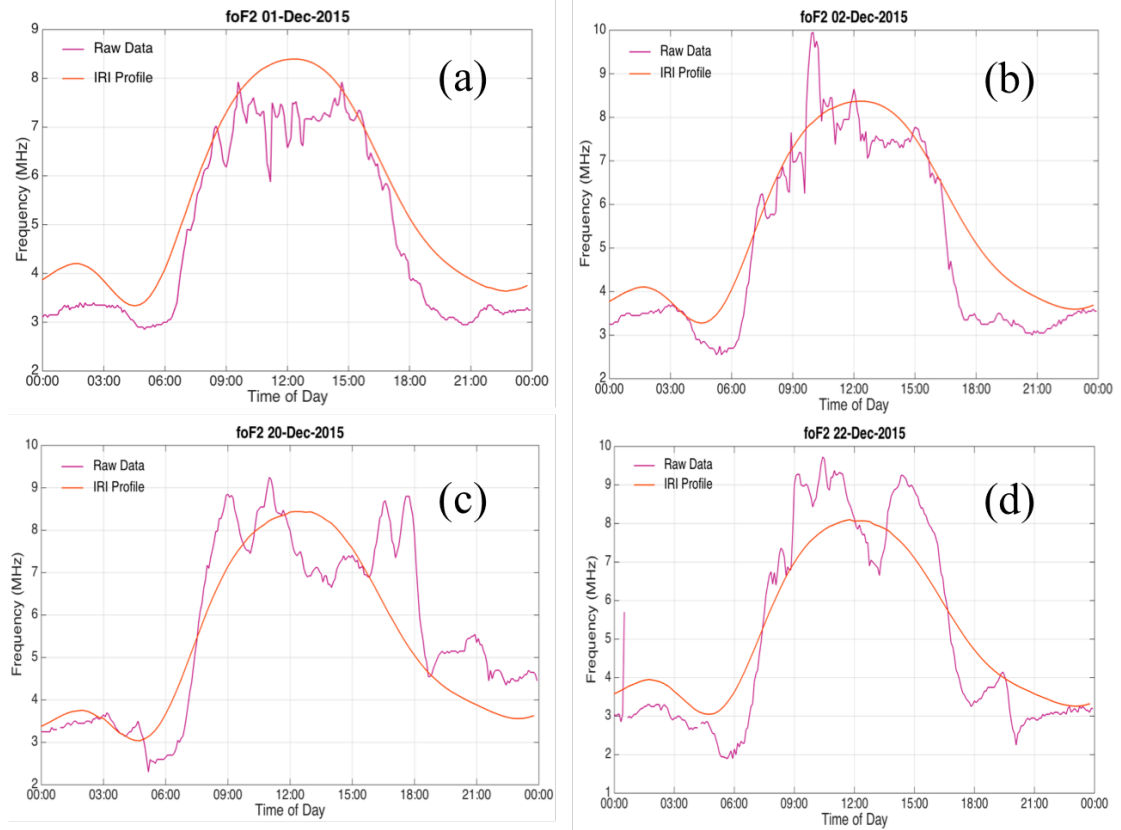 foF2 01-Dec-2015
Raw Data
IRI Profile
(a)
Frequency (MHz)
9
8
7
6
5
4
3
2
00:00 03:00 06:00 09:00 12:00 15:00 18:00 21:00 00:00
Time of Day
foF2 02-Dec-2015
Raw Data
IRI Profile
(b)
Frequency (MHz)
10
9
8
7
6
5
4
3
2
00:00 03:00 06:00 09:00 12:00 15:00 18:00 21:00 00:00
Time of Day
foF2 20-Dec-2015
Raw Data
IRI Profile
(c)
Frequency (MHz)
10
9
8
7
6
5
4
3
2
00:00 03:00 06:00 09:00 12:00 15:00 18:00 21:00 00:00
Time of Day
foF2 22-Dec-2015
Raw Data
IRI Profile
(d)
Frequency (MHz)
10
9
8
7
6
5
4
3
2
1
00:00 03:00 06:00 09:00 12:00 15:00 18:00 21:00 00:00
Time of Day